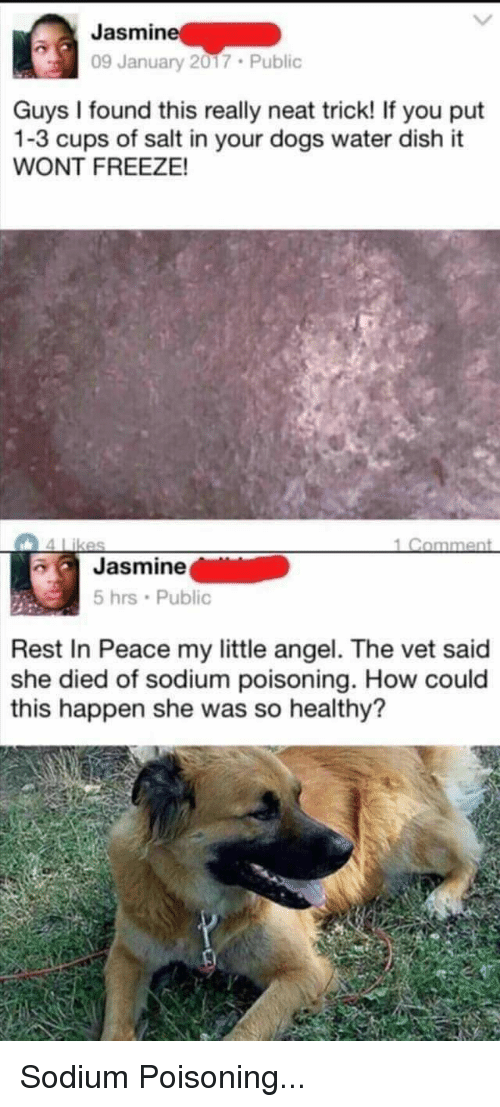 Jasmine
09 January 2017 · Public
Guys I found this really neat trick! If you put
1-3 cups of salt in your dogs water dish it
WONT FREEZE!
4 Likes 1 Comment
Jasmine
5 hrs · Public
Rest In Peace my little angel. The vet said
she died of sodium poisoning. How could
this happen she was so healthy?
Sodium Poisoning...